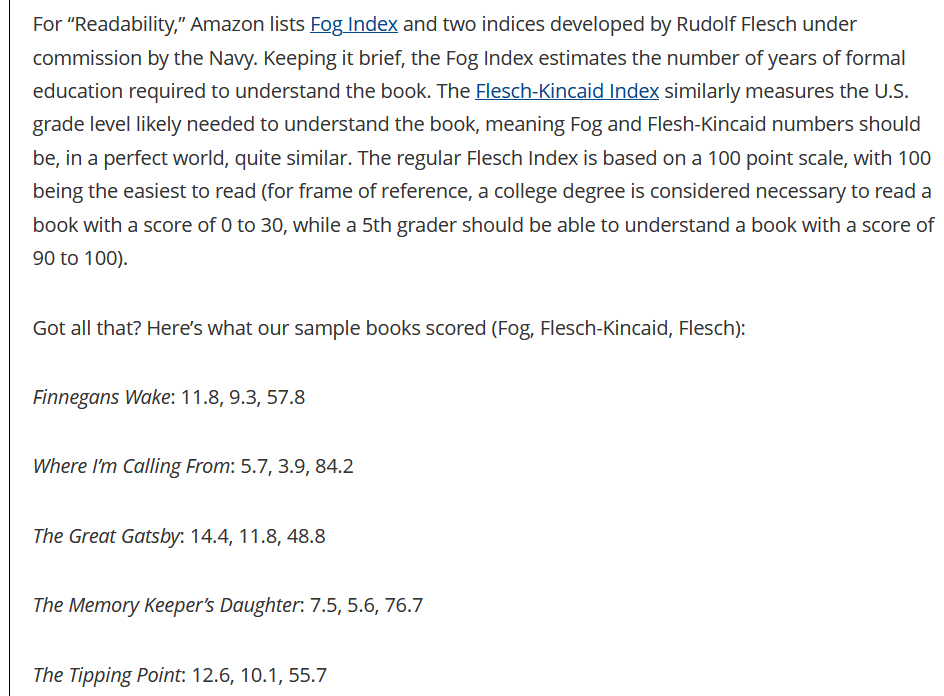 For “Readability,” Amazon lists Fog Index and two indices developed by Rudolf Flesch under
commission by the Navy. Keeping it brief, the Fog Index estimates the number of years of formal
education required to understand the book. The Flesch-Kincaid Index similarly measures the U.S.
grade level likely needed to understand the book, meaning Fog and Flesh-Kincaid numbers should
be, in a perfect world, quite similar. The regular Flesch Index is based on a 100 point scale, with 100
being the easiest to read (for frame of reference, a college degree is considered necessary to read a
book with a score of 0 to 30, while a 5th grader should be able to understand a book with a score of
90 to 100).
Got all that? Here’s what our sample books scored (Fog, Flesch-Kincaid, Flesch):
Finnegans Wake: 11.8, 9.3, 57.8
Where I’m Calling From: 5.7, 3.9, 84.2
The Great Gatsby: 14.4, 11.8, 48.8
The Memory Keeper’s Daughter: 7.5, 5.6, 76.7
The Tipping Point: 12.6, 10.1, 55.7